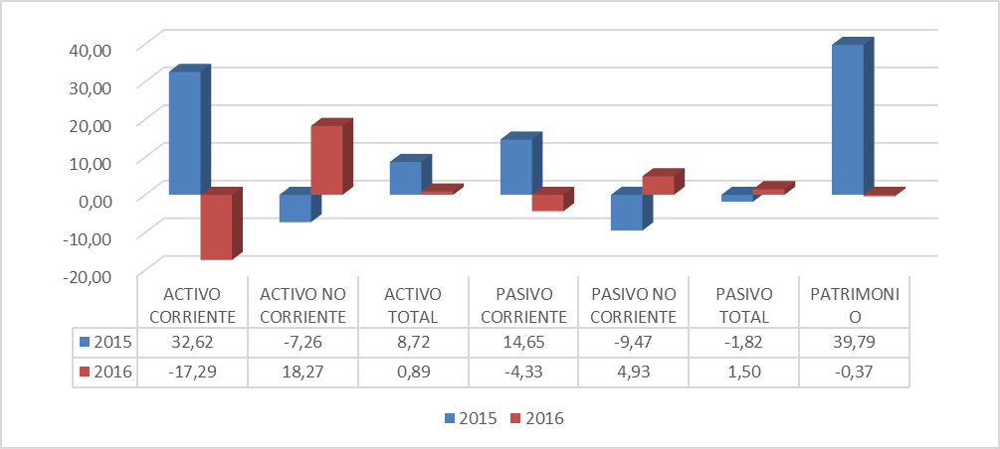 40,00
30,00
20,00
10,00
0,00
-10,00
-20,00
ACTIVO CORRIENTE
ACTIVO NO CORRIENTE
ACTIVO TOTAL
PASIVO CORRIENTE
PASIVO NO CORRIENTE
PASIVO TOTAL
PATRIMONI O
2015 32,62 -7,26 8,72 14,65 -9,47 -1,82 39,79
2016 -17,29 18,27 0,89 -4,33 4,93 1,50 -0,37
2015 2016